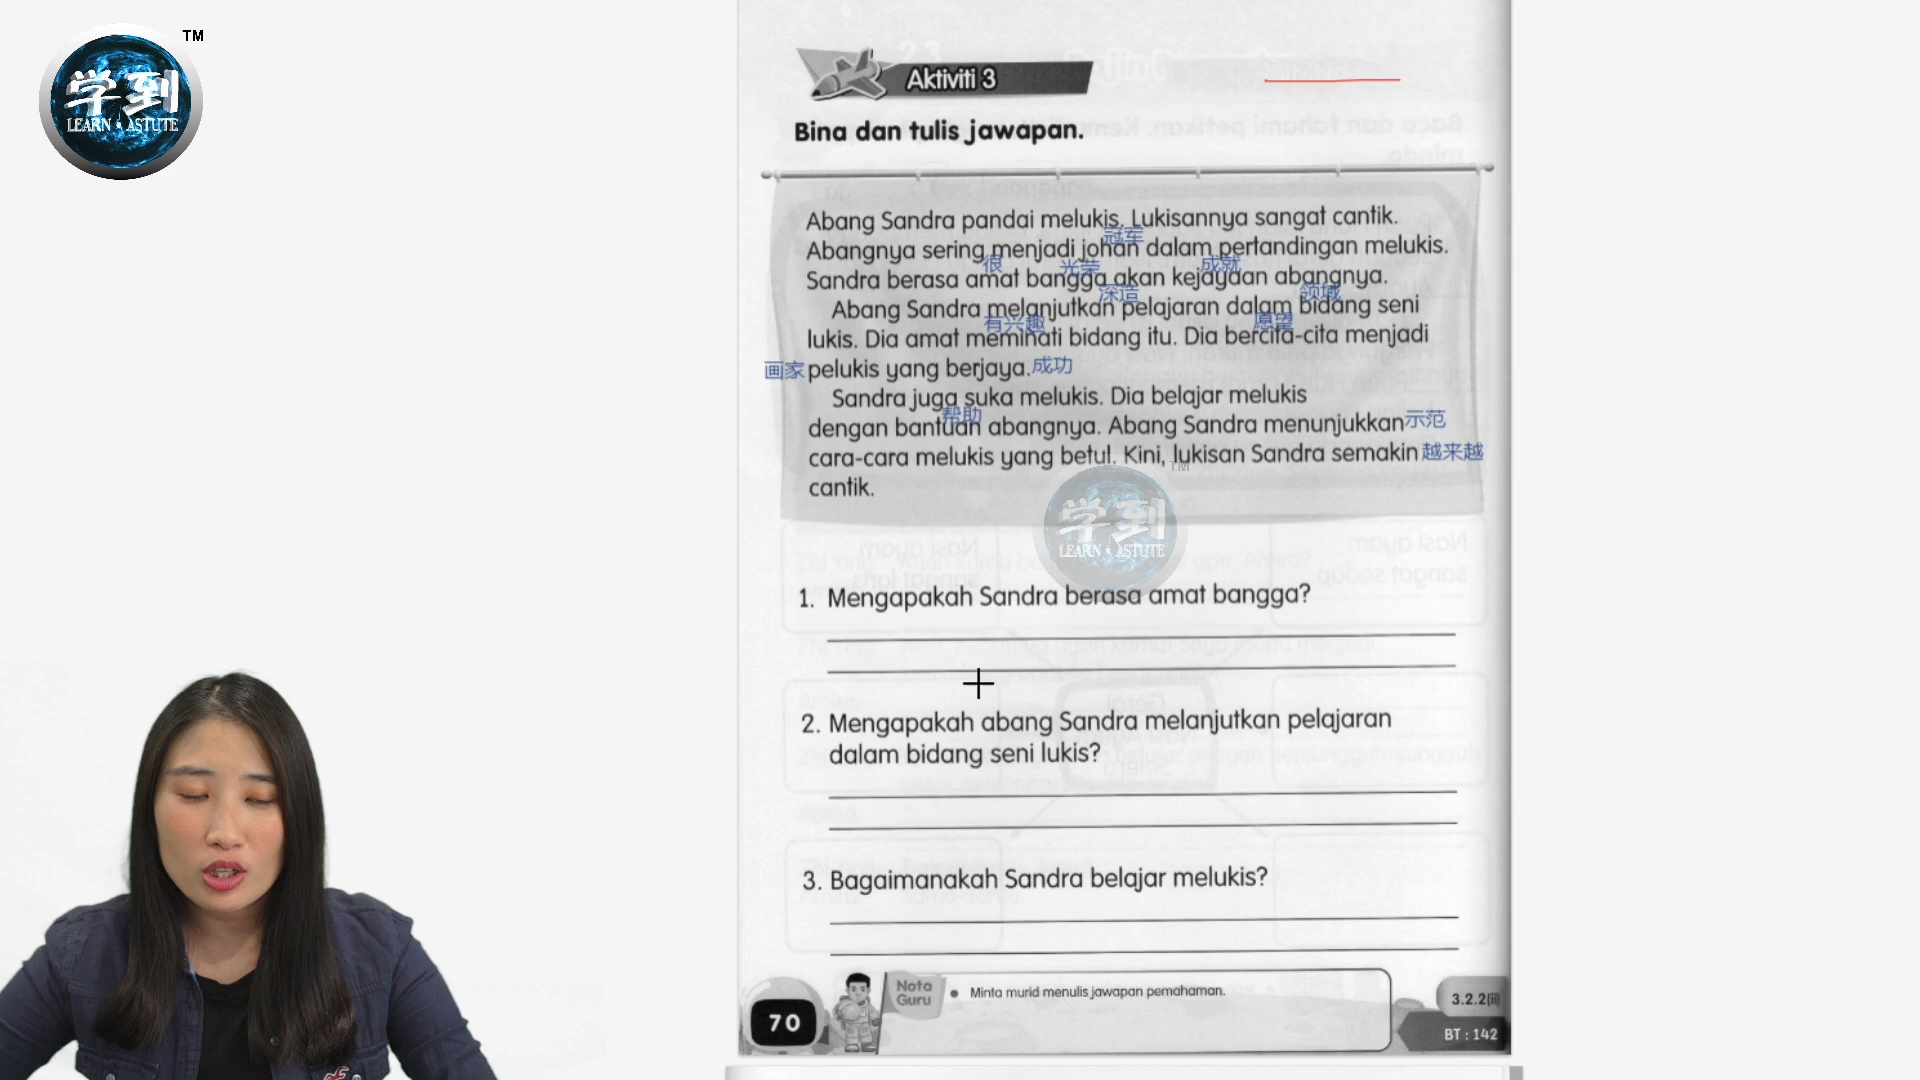 TM
学到
LEARN ASTUTE
Aktiviti 3
Bina dan tulis jawapan.
Abang Sandra pandai melukis. Lukisannya sangat cantik.
冠军
Abangnya sering menjadi johan dalam pertandingan melukis.
很 光荣 成就
Sandra berasa amat bangga akan kejayaan abangnya.
深造 领域
Abang Sandra melanjutkan pelajaran dalam bidang seni
有兴趣 愿望
lukis. Dia amat meminati bidang itu. Dia bercita-cita menjadi
画家 pelukis yang berjaya. 成功
Sandra juga suka melukis. Dia belajar melukis
帮助
dengan bantuan abangnya. Abang Sandra menunjukkan 示范
cara-cara melukis yang betul. Kini, lukisan Sandra semakin 越来越
cantik.
TM
学到
LEARN ASTUTE
1. Mengapakah Sandra berasa amat bangga?
2. Mengapakah abang Sandra melanjutkan pelajaran
dalam bidang seni lukis?
3. Bagaimanakah Sandra belajar melukis?
70
Nota
Guru
• Minta murid menulis jawapan pemahaman.
3.2.2(ii)
BT : 142